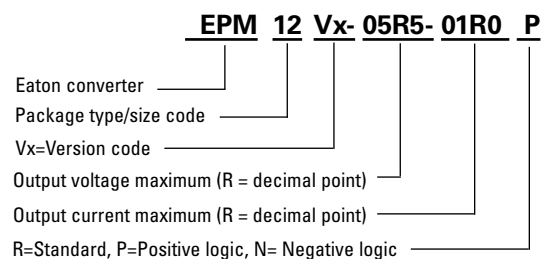 EPM 12 Vx- 05R5- 01R0 P
Eaton converter
Package type/size code
Vx=Version code
Output voltage maximum (R = decimal point)
Output current maximum (R = decimal point)
R=Standard, P=Positive logic, N= Negative logic